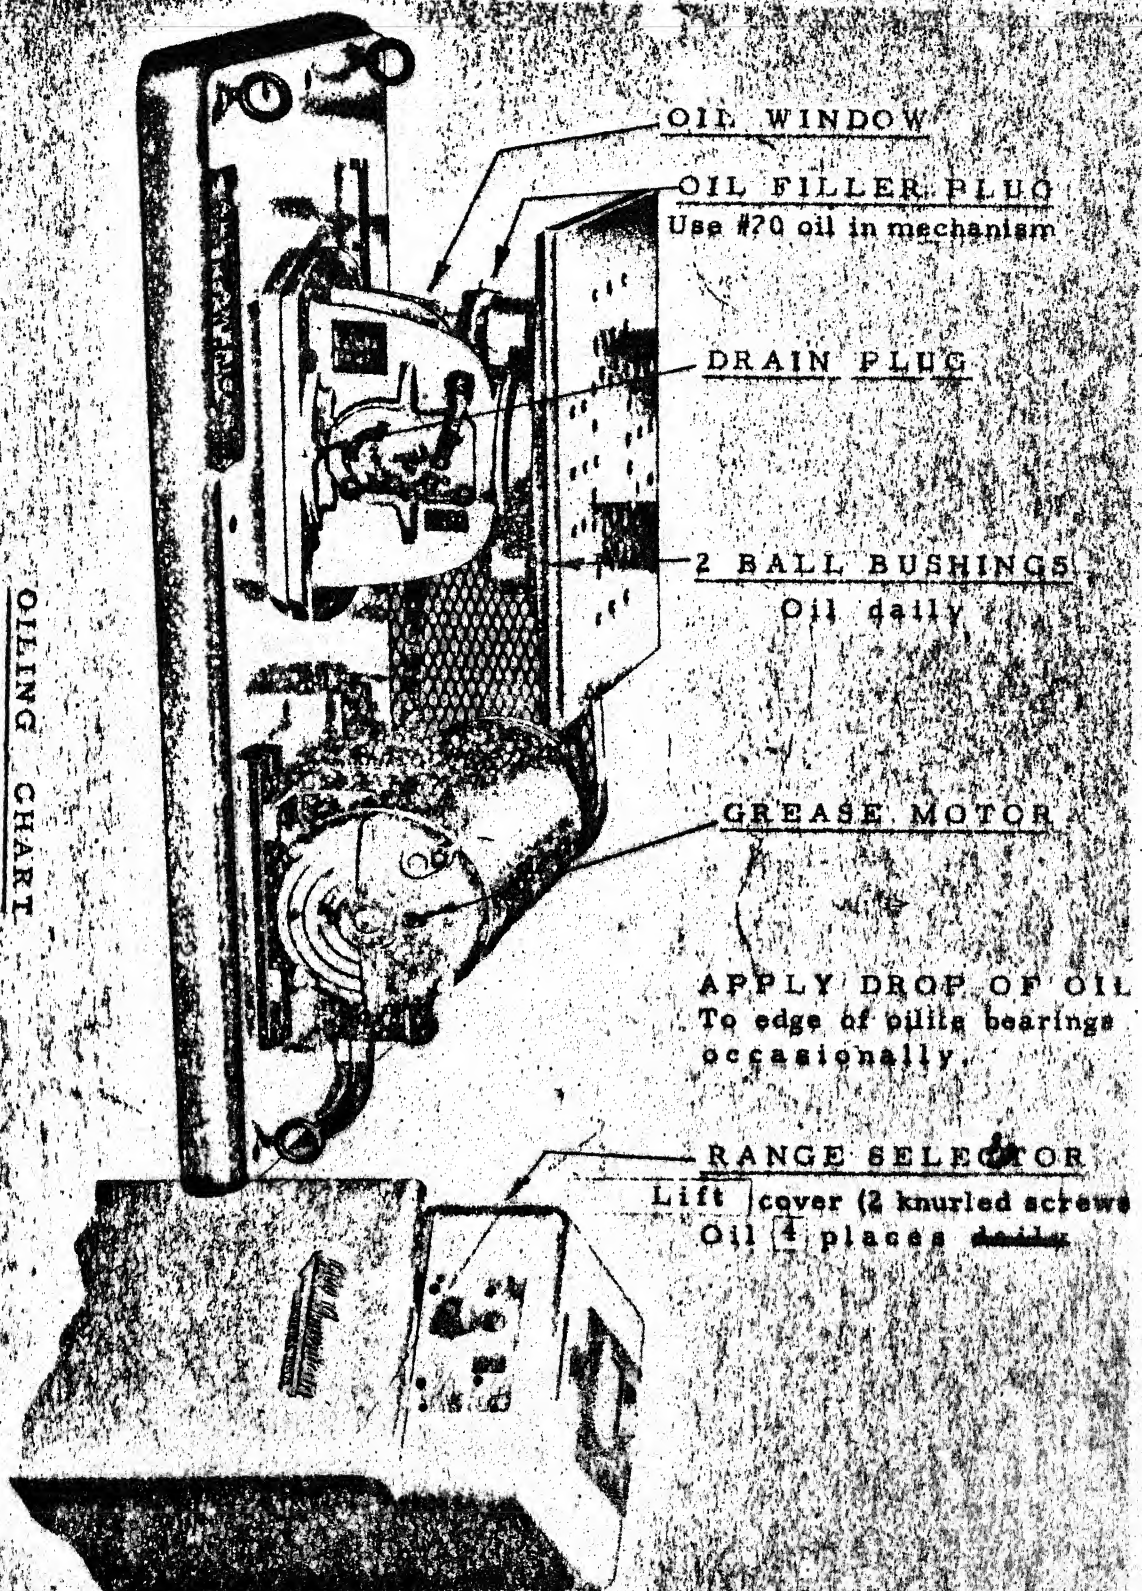 OIL WINDOW
OIL FILLER PLUG
Use #20 oil in mechanism
DRAIN PLUG
2 BALL BUSHINGS
Oil daily
GREASE MOTOR
APPLY DROP OF OIL
To edge of oilite bearings
occasionally.
RANGE SELECTOR
Lift cover (2 knurled screws
Oil 4 places
OILING CHART